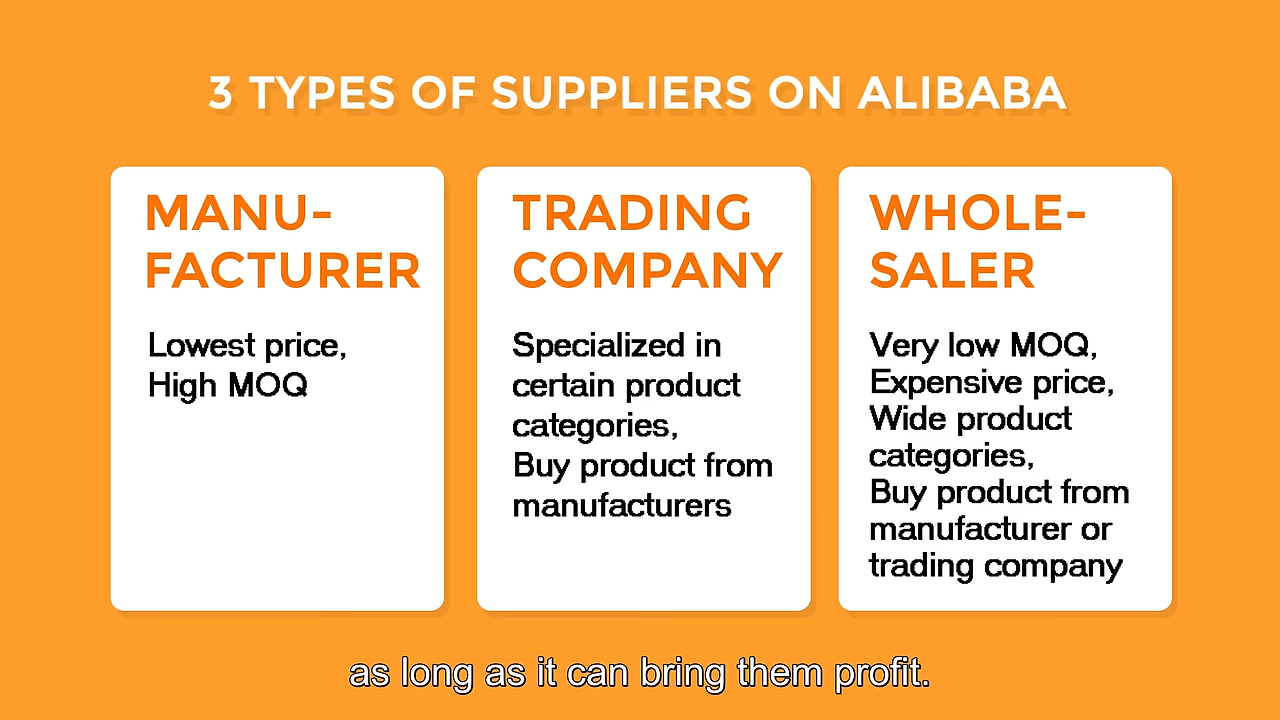 3 TYPES OF SUPPLIERS ON ALIBABA
MANU-
FACTURER
Lowest price,
High MOQ
TRADING
COMPANY
Specialized in
certain product
categories,
Buy product from
manufacturers
WHOLE-
SALER
Very low MOQ,
Expensive price,
Wide product
categories,
Buy product from
manufacturer or
trading company
as long as it can bring them profit.